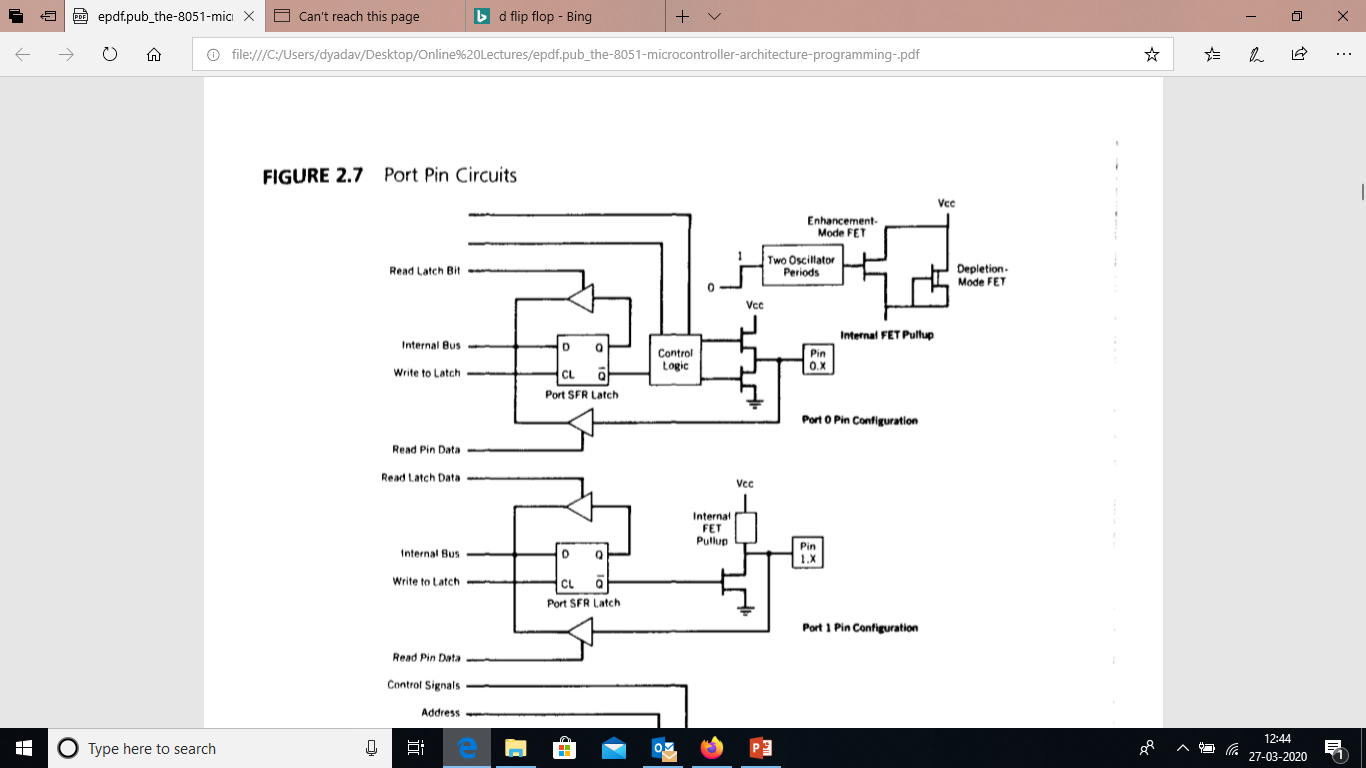 epdf.pub_the-8051-mic
Can't reach this page
d flip flop - Bing
file:///C:/Users/dyadav/Desktop/Online%20Lectures/epdf.pub_the-8051-microcontroller-architecture-programming-.pdf
FIGURE 2.7 Port Pin Circuits
Vcc
Enhancement-
Mode FET
1
Two Oscillator
Periods
Read Latch Bit
Depletion-
Mode FET
0
Vcc
Internal FET Pullup
Internal Bus
D Q
Control
Logic
Pin
0.X
Write to Latch
CL Q̅
Port SFR Latch
Port 0 Pin Configuration
Read Pin Data
Read Latch Data
Vcc
Internal
FET
Pullup
Internal Bus
D Q
Pin
1.X
Write to Latch
CL Q̅
Port SFR Latch
Port 1 Pin Configuration
Read Pin Data
Control Signals
Address
Type here to search
12:44
27-03-2020
1